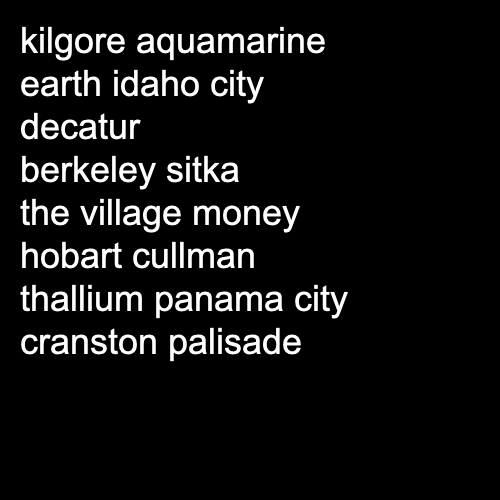 kilgore aquamarine
earth idaho city
decatur
berkeley sitka
the village money
hobart cullman
thallium panama city
cranston palisade